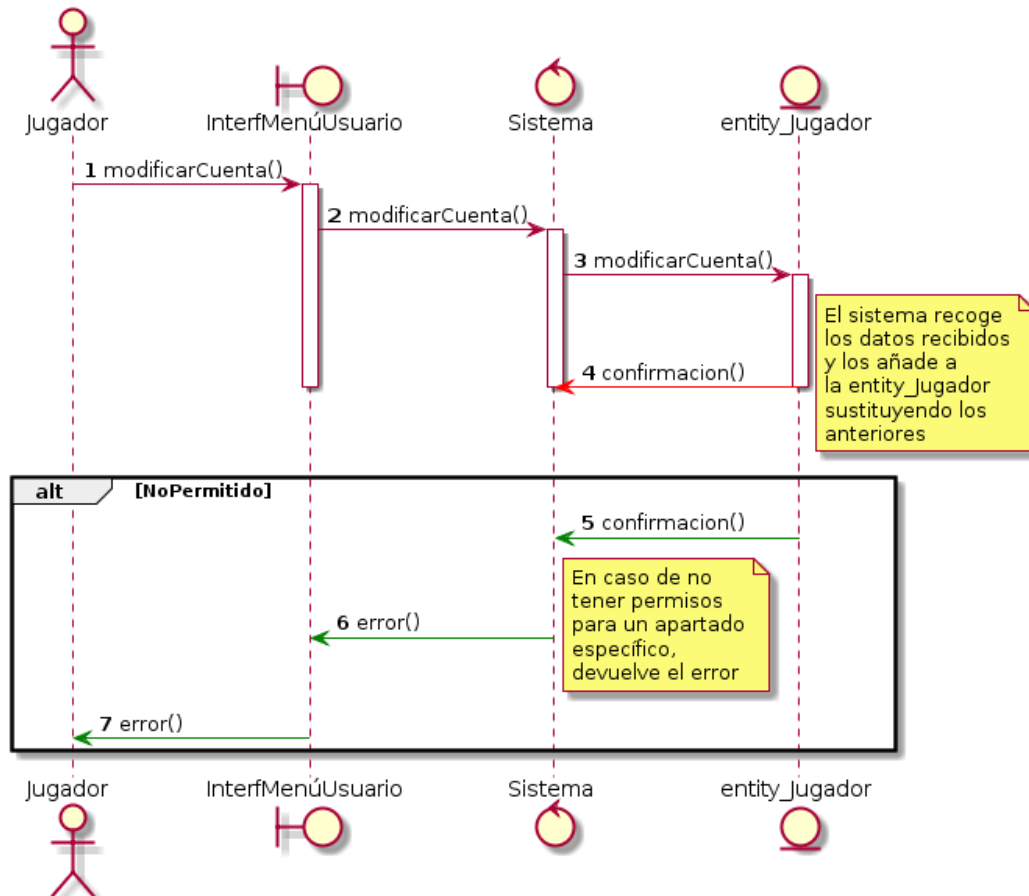 Jugador
InterfMenúUsuario
Sistema
entity_Jugador
1 modificarCuenta()
2 modificarCuenta()
3 modificarCuenta()
El sistema recoge
los datos recibidos
y los añade a
la entity_Jugador
sustituyendo los
anteriores
4 confirmacion()
alt [NoPermitido]
5 confirmacion()
En caso de no
tener permisos
para un apartado
específico,
devuelve el error
6 error()
7 error()
Jugador
InterfMenúUsuario
Sistema
entity_Jugador